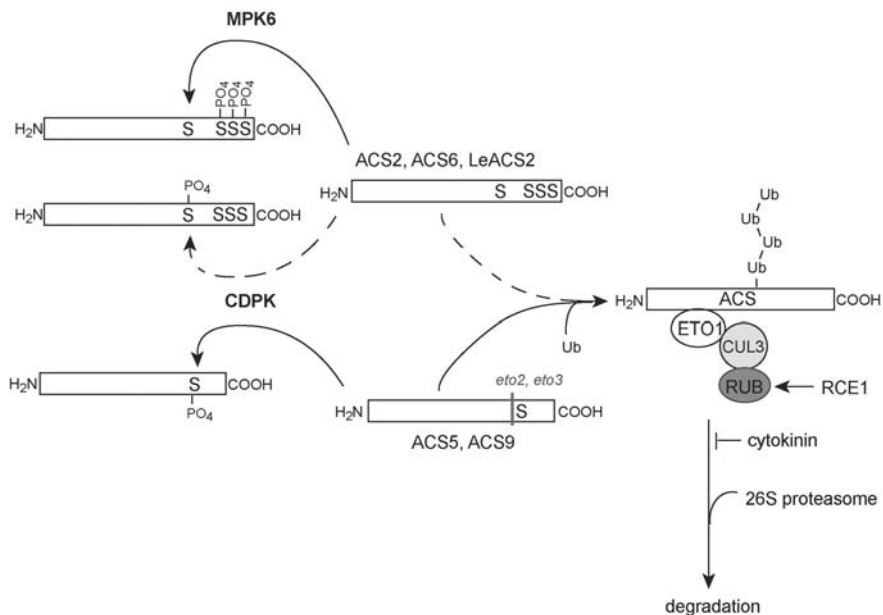 MPK6
PO4 PO4 PO4
H2N S SSS COOH
ACS2, ACS6, LeACS2
H2N S SSS COOH
PO4
H2N S SSS COOH
Ub
Ub
Ub
Ub
H2N ACS COOH
ETO1
CUL3
RUB
RCE1
Ub
CDPK
H2N S COOH
PO4
eto2, eto3
H2N S COOH
ACS5, ACS9
cytokinin
26S proteasome
degradation